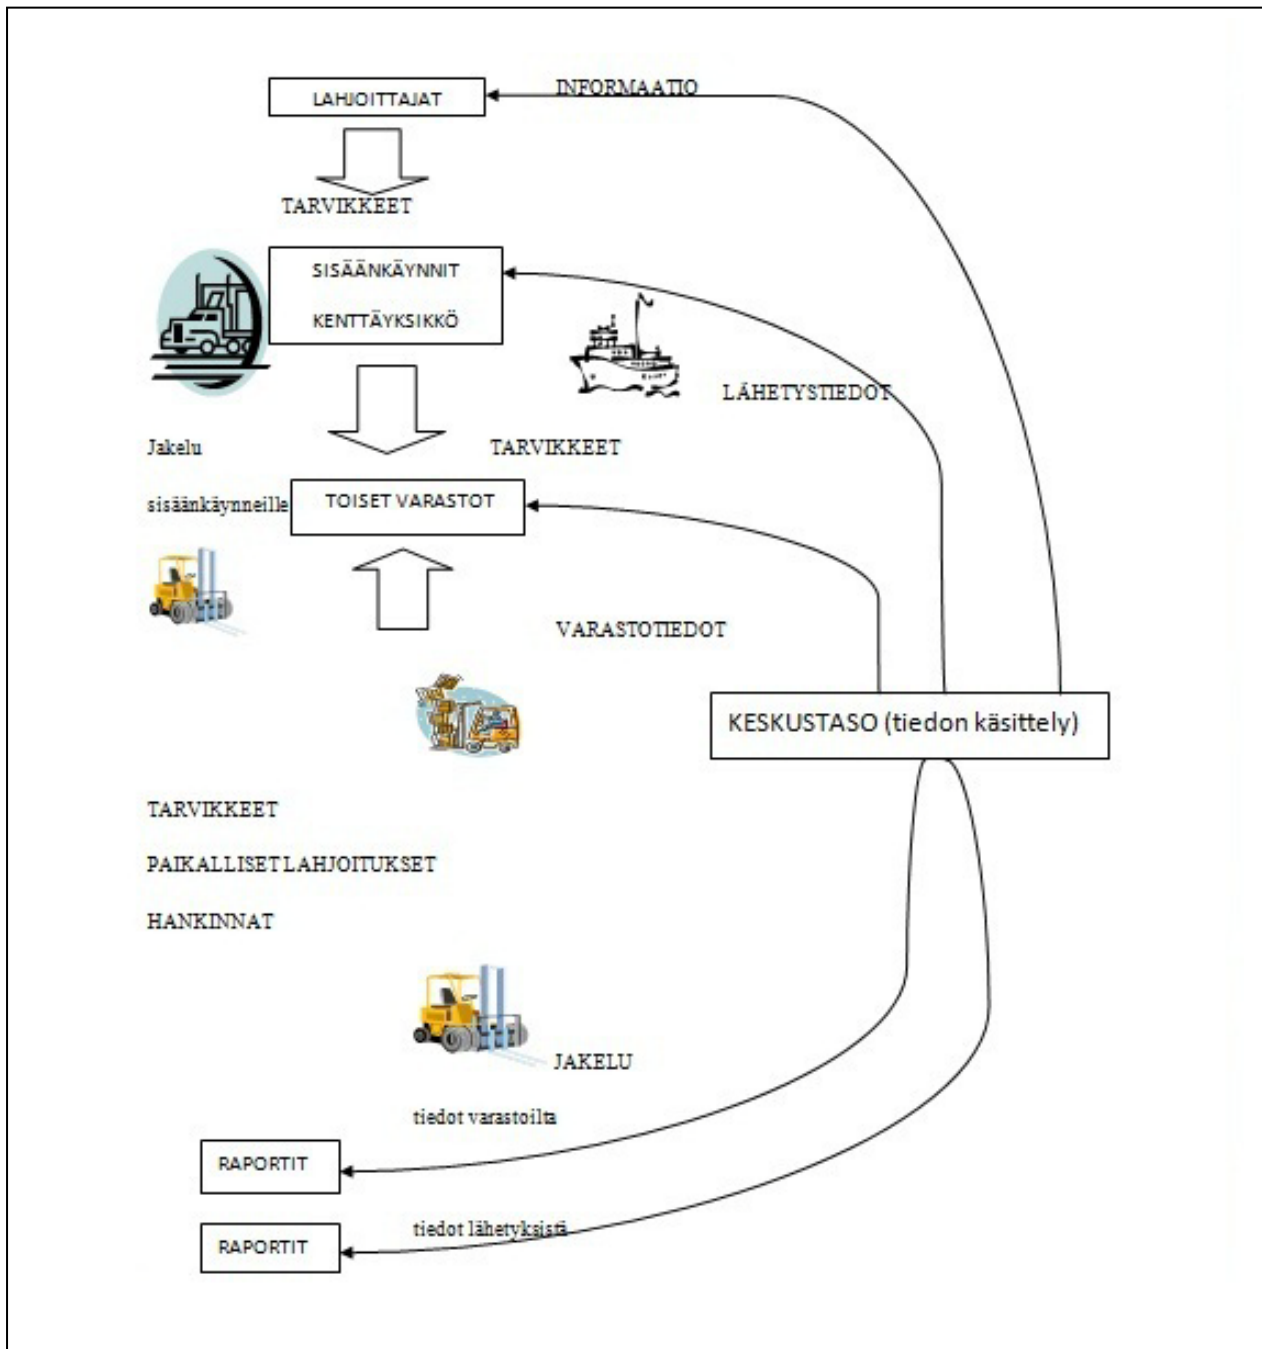 LAHJOITTAJAT
INFORMAATIO
TARVIKKEET
SISÄÄNKÄYNNIT
KENTTÄYKSIKKÖ
LÄHETYSTIEDOT
Jakelu
TARVIKKEET
sisäänkäynneille
TOISET VARASTOT
VARASTOTIEDOT
KESKUSTASO (tiedon käsittely)
TARVIKKEET
PAIKALLISET LAHJOITUKSET
HANKINNAT
JAKELU
tiedot varastoilta
RAPORTIT
tiedot lähetyksistä
RAPORTIT